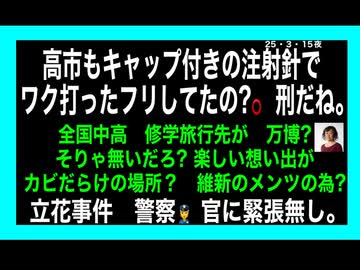 25・3・15夜
高市もキャップ付きの注射針で
ワク打ったフリしてたの?。刑だね。
全国中高　修学旅行先が　万博?
そりゃ無いだろ? 楽しい想い出が
カビだらけの場所？　維新のメンツの為?
立花事件　警察👮官に緊張無し。